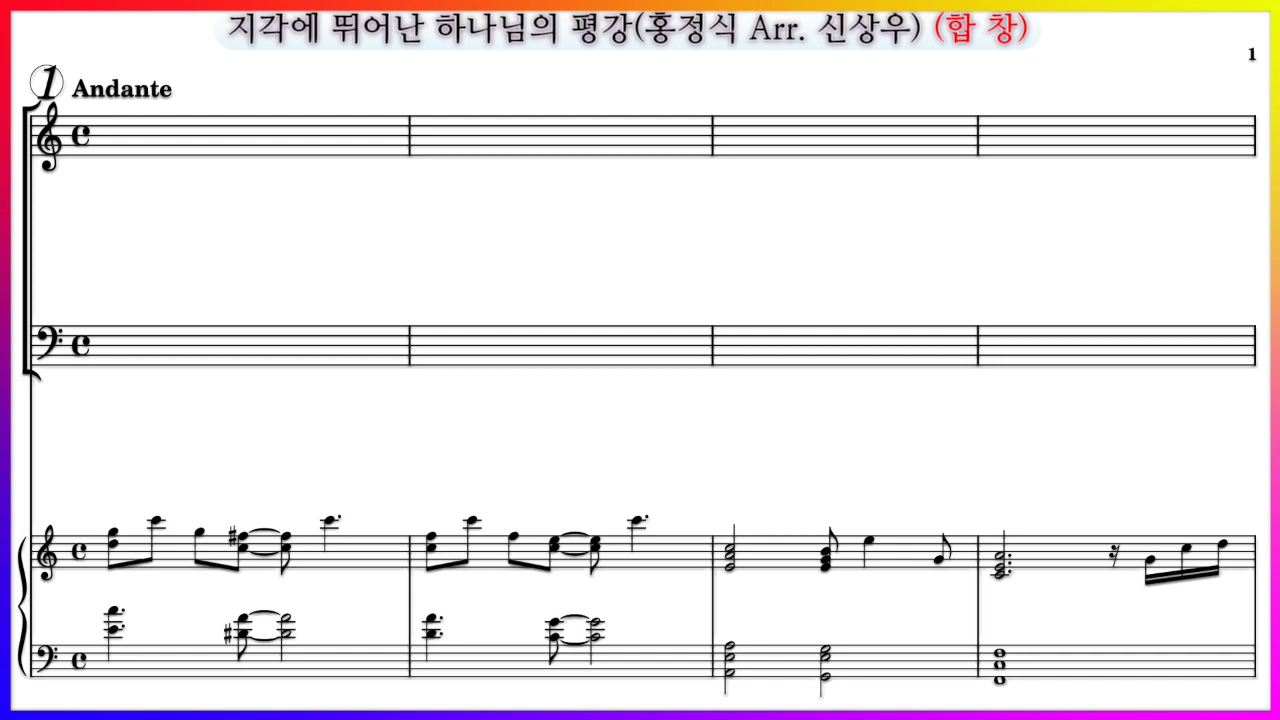 지각에 뛰어난 하나님의 평강(홍정식 Arr. 신상우) (합 창)
1
1 Andante